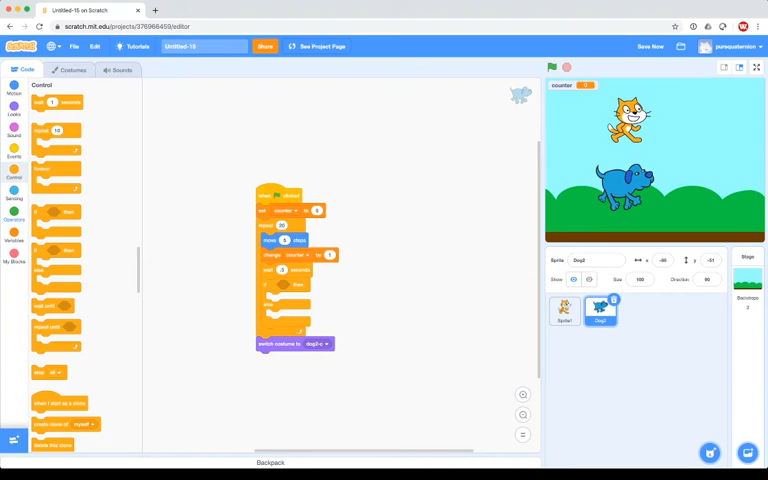 Untitled-15 on Scratch
scratch.mit.edu/projects/376966459/editor
SCRATCH File Edit Tutorials Untitled-15 Share See Project Page Save Now purequaternion
Code Costumes Sounds
Motion
Looks
Sound
Events
Control
Sensing
Operators
Variables
My Blocks
Control
wait 1 seconds
repeat 10
forever
if then
if then
else
wait until
repeat until
stop all
when I start as a clone
create clone of myself
delete this clone
when clicked
set counter to 0
repeat 20
move 5 steps
change counter by 1
wait .5 seconds
if then
else
switch costume to dog2-c
counter 0
Sprite Dog2 x y -51
Show Size 100 Direction 90
Sprite1
Dog2
Stage
Backdrops
Backpack